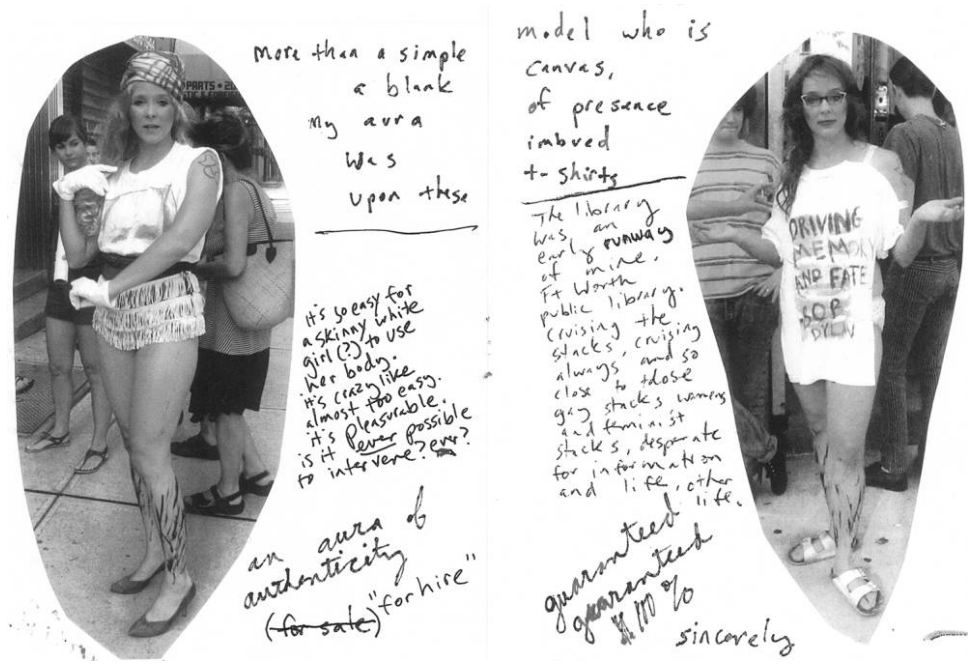 more than a simple
a blank
my aura
was
upon these
it's so easy for
a skinny white
girl (?) to use
her body.
it's crazy like
almost too easy.
it's pleasurable.
is it ever possible
to intervene? ever?
an aura of
authenticity
(for sale) "for hire"
PARTS
model who is
canvas,
of presence
imbued
t-shirts
The library
was an
early runway
of mine.
Ft Worth
public library.
cruising the
stacks, cruising
always and so
close to those
gay stacks womens
and feminist
stacks, desperate
for information
and life, other
life.
guaranteed
guaranteed
100%
sincerely
DRIVING
MEMORY
AND FATE
BOB
DYLAN